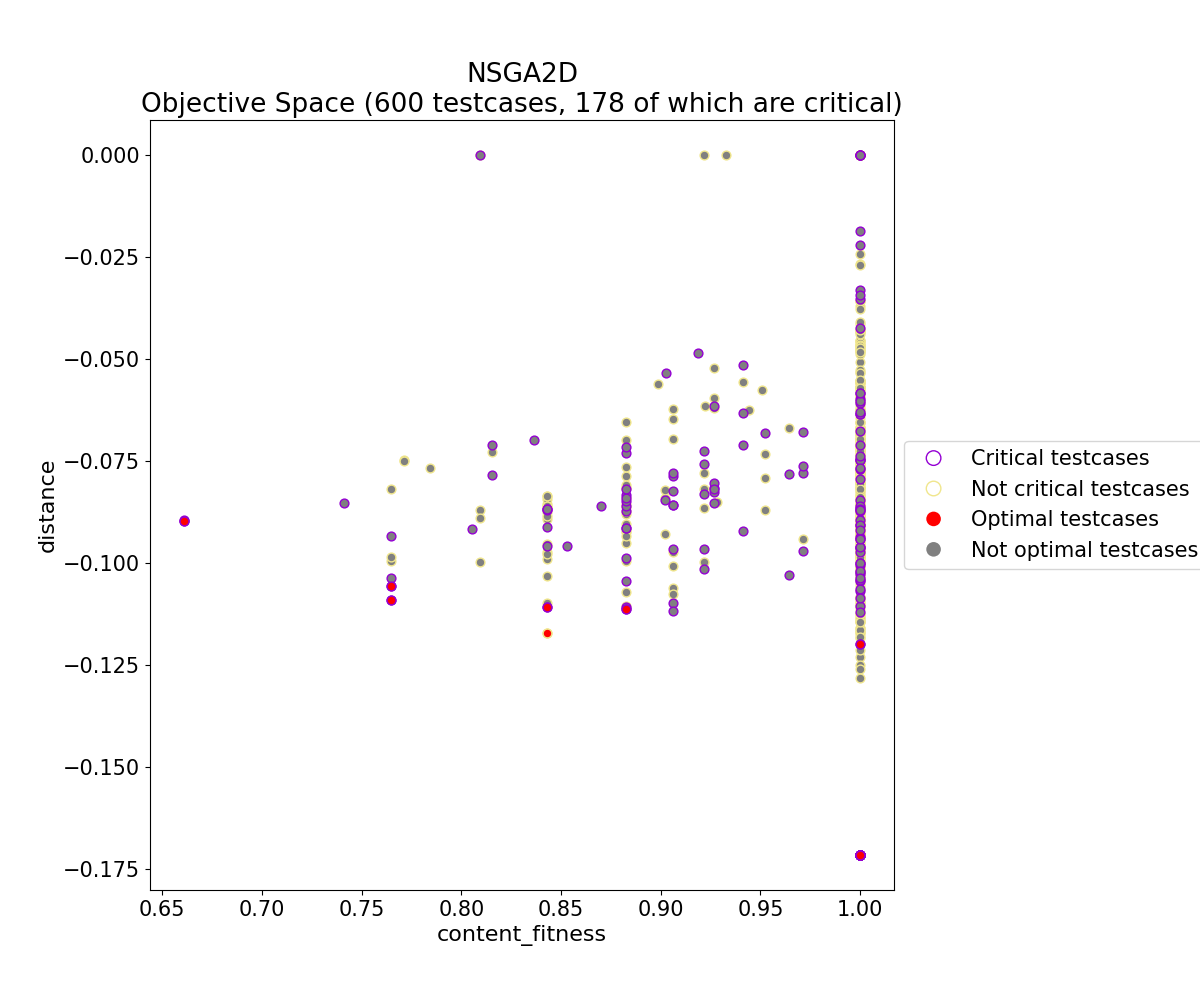 NSGA2D
Objective Space (600 testcases, 178 of which are critical)
0.000
−0.025
−0.050
−0.075
−0.100
−0.125
−0.150
−0.175
distance
0.65 0.70 0.75 0.80 0.85 0.90 0.95 1.00
content_fitness
Critical testcases
Not critical testcases
Optimal testcases
Not optimal testcases